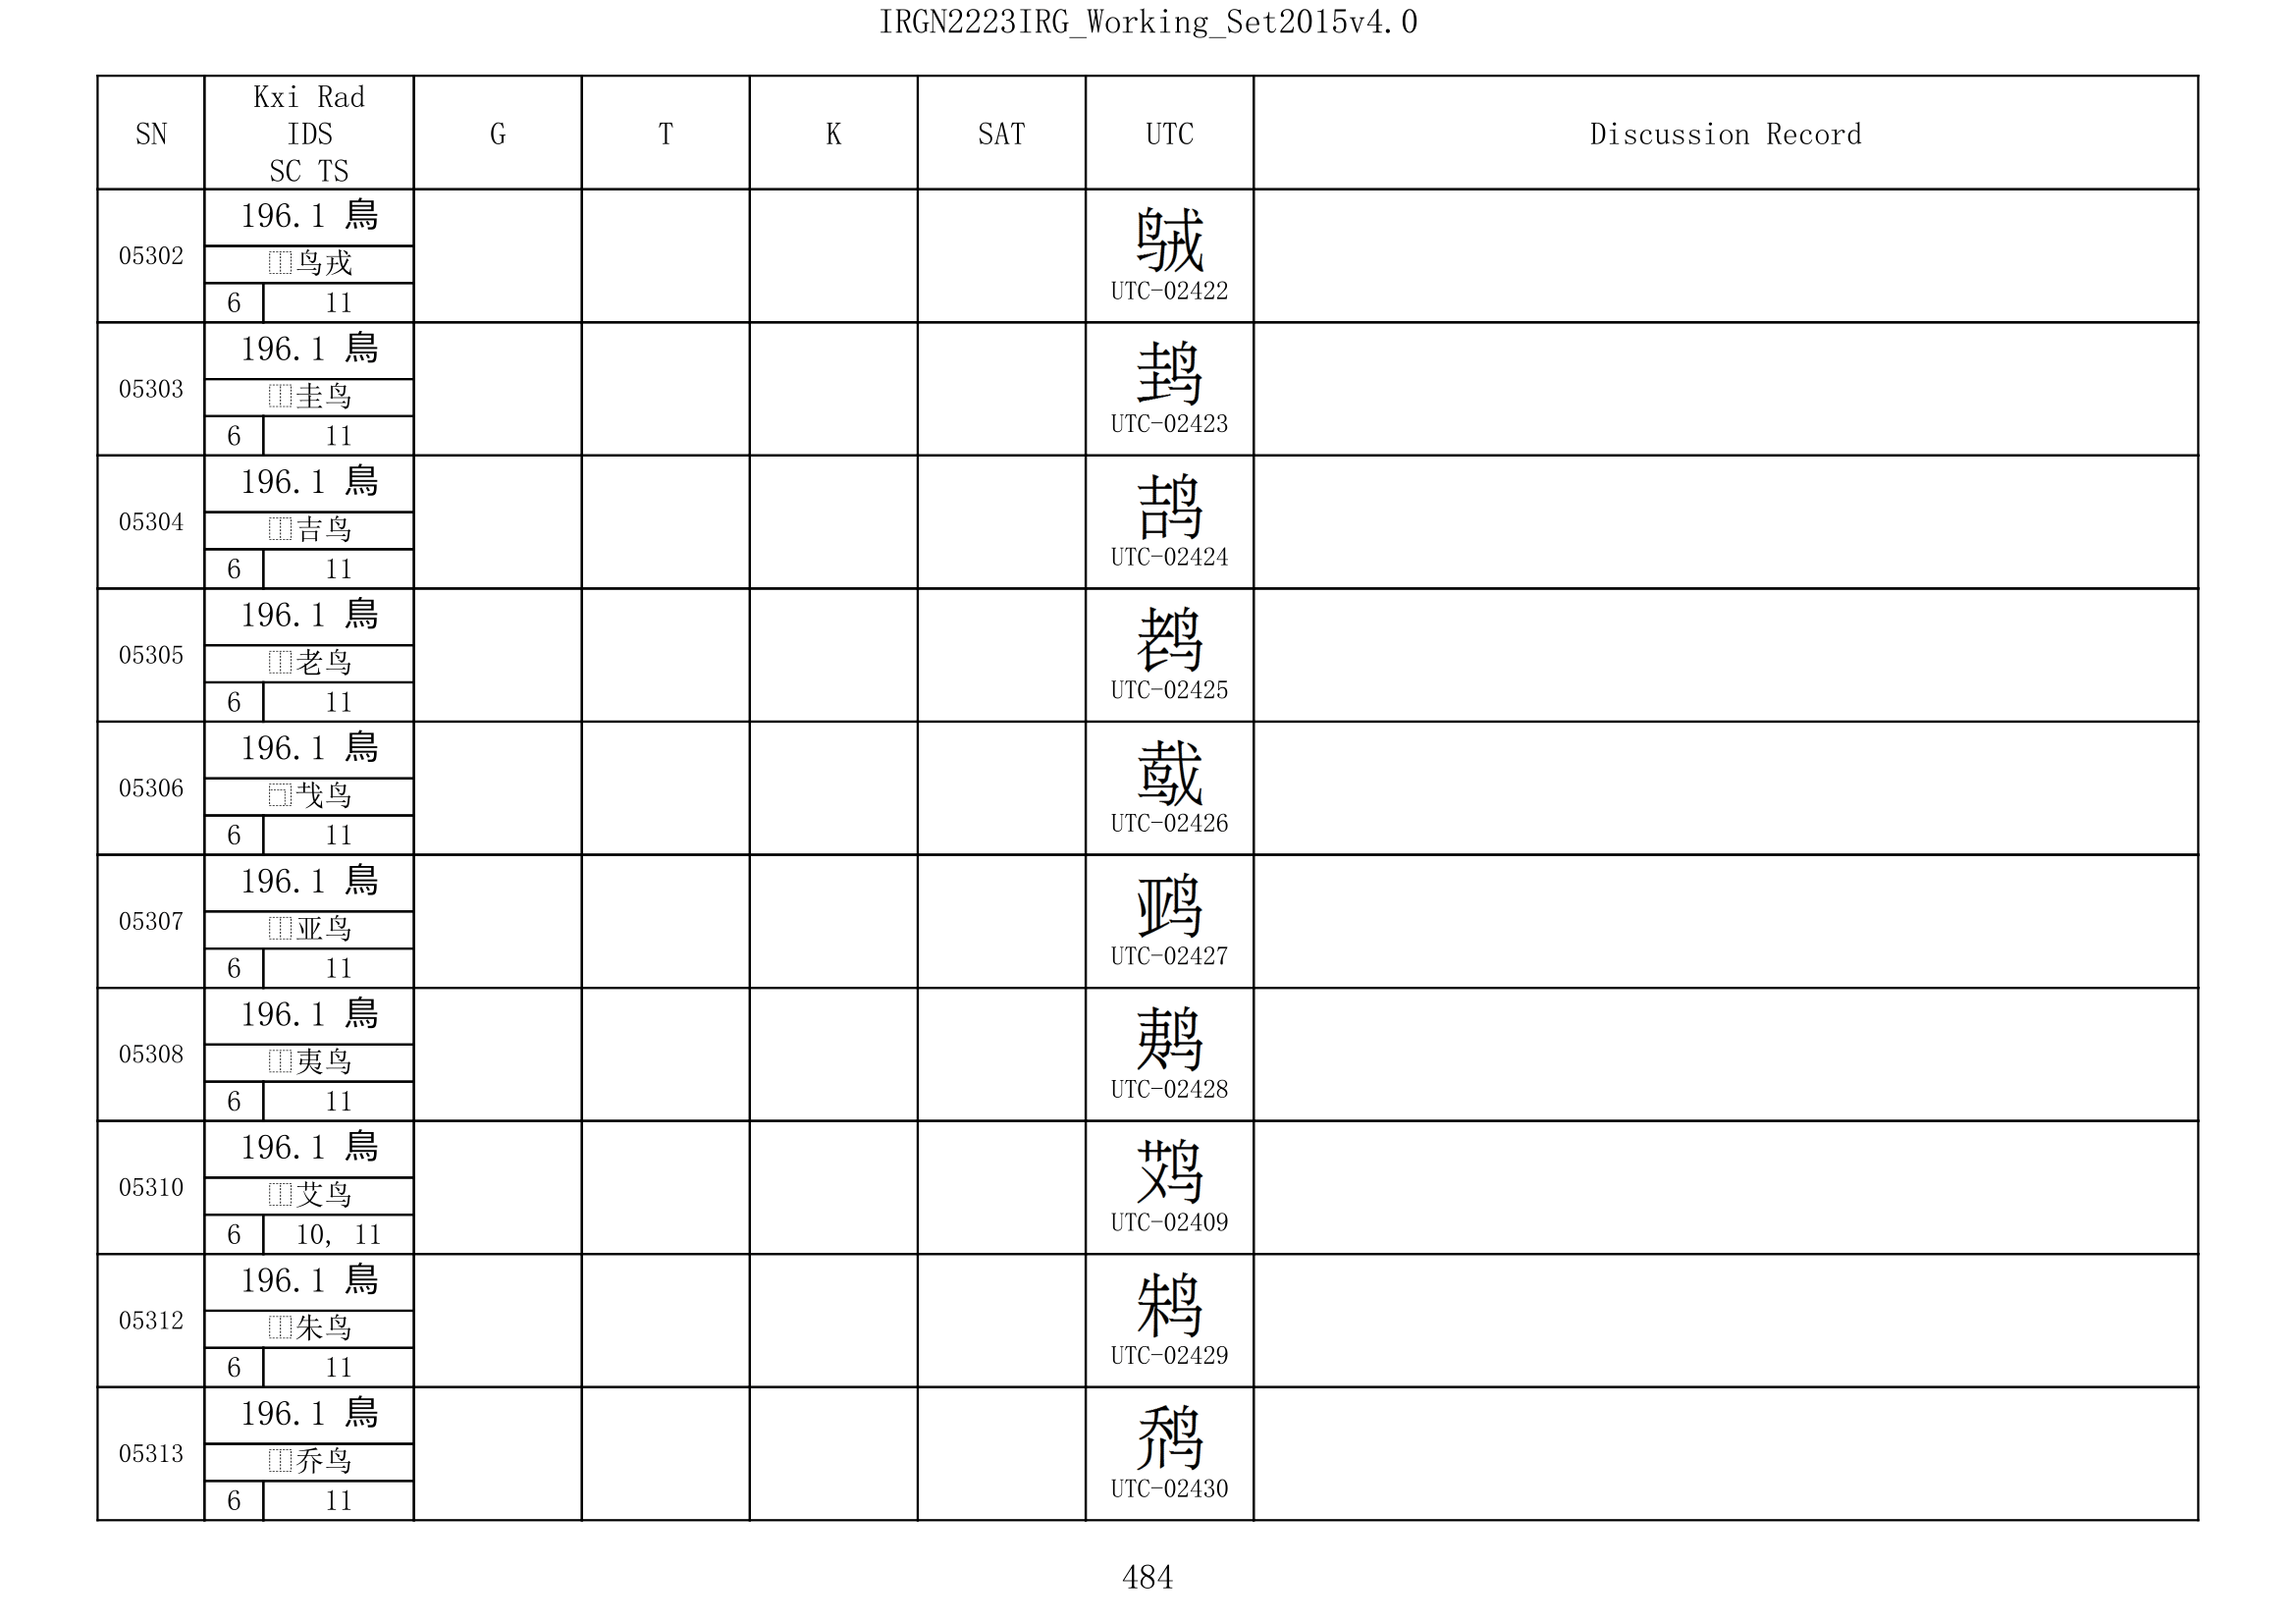 IRGN2223IRG_Working_Set2015v4.0
SN Kxi Rad IDS SC TS G T K SAT UTC Discussion Record
196.1 鳥
05302 ⿰鸟戎
6 11
UTC-02422
196.1 鳥
05303 ⿰圭鸟
6 11
UTC-02423
196.1 鳥
05304 ⿰吉鸟
6 11
UTC-02424
196.1 鳥
05305 ⿰老鸟
6 11
UTC-02425
196.1 鳥
05306 ⿹𢦏鸟
6 11
UTC-02426
196.1 鳥
05307 ⿰亚鸟
6 11
UTC-02427
196.1 鳥
05308 ⿰夷鸟
6 11
UTC-02428
196.1 鳥
05310 ⿰艾鸟
6 10, 11
UTC-02409
196.1 鳥
05312 ⿰朱鸟
6 11
UTC-02429
196.1 鳥
05313 ⿰乔鸟
6 11
UTC-02430
484